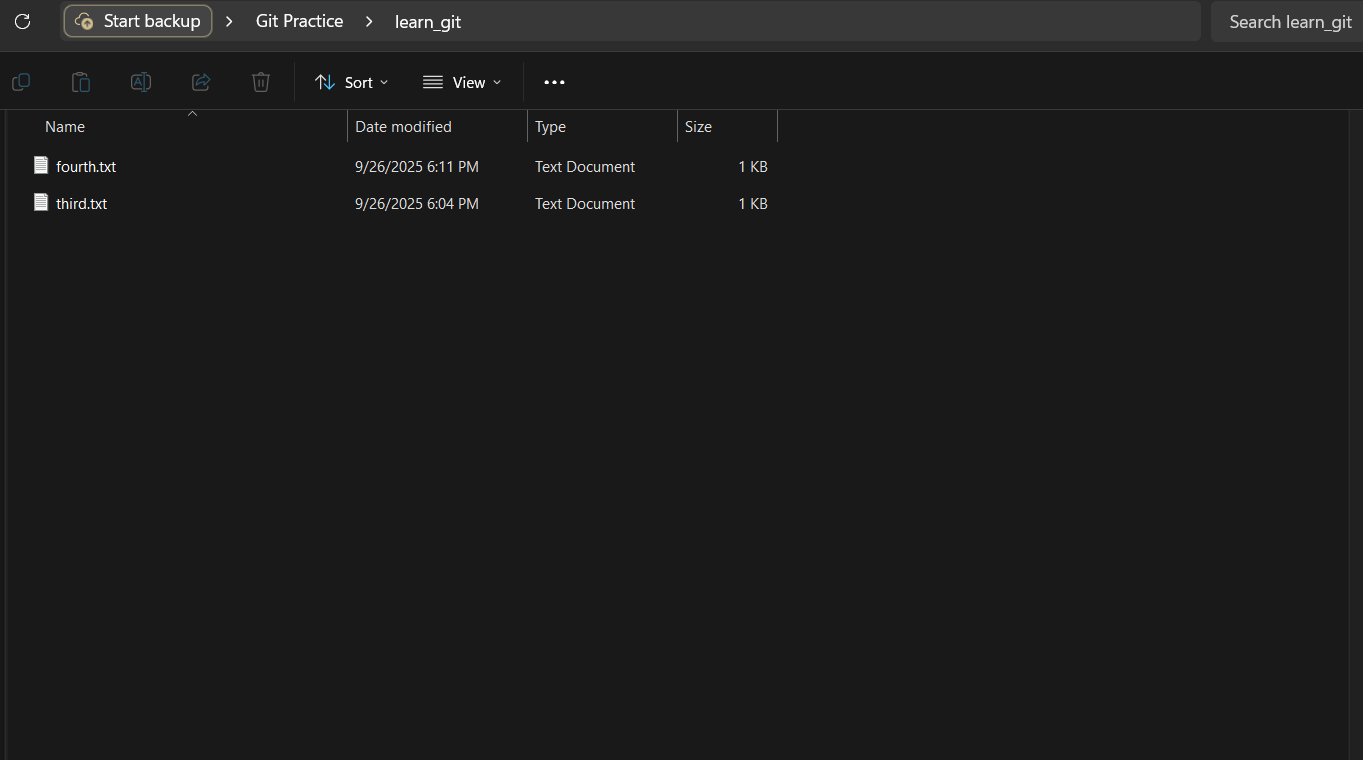 Start backup > Git Practice > learn_git Search learn_git
Sort View ...
Name Date modified Type Size
fourth.txt 9/26/2025 6:11 PM Text Document 1 KB
third.txt 9/26/2025 6:04 PM Text Document 1 KB